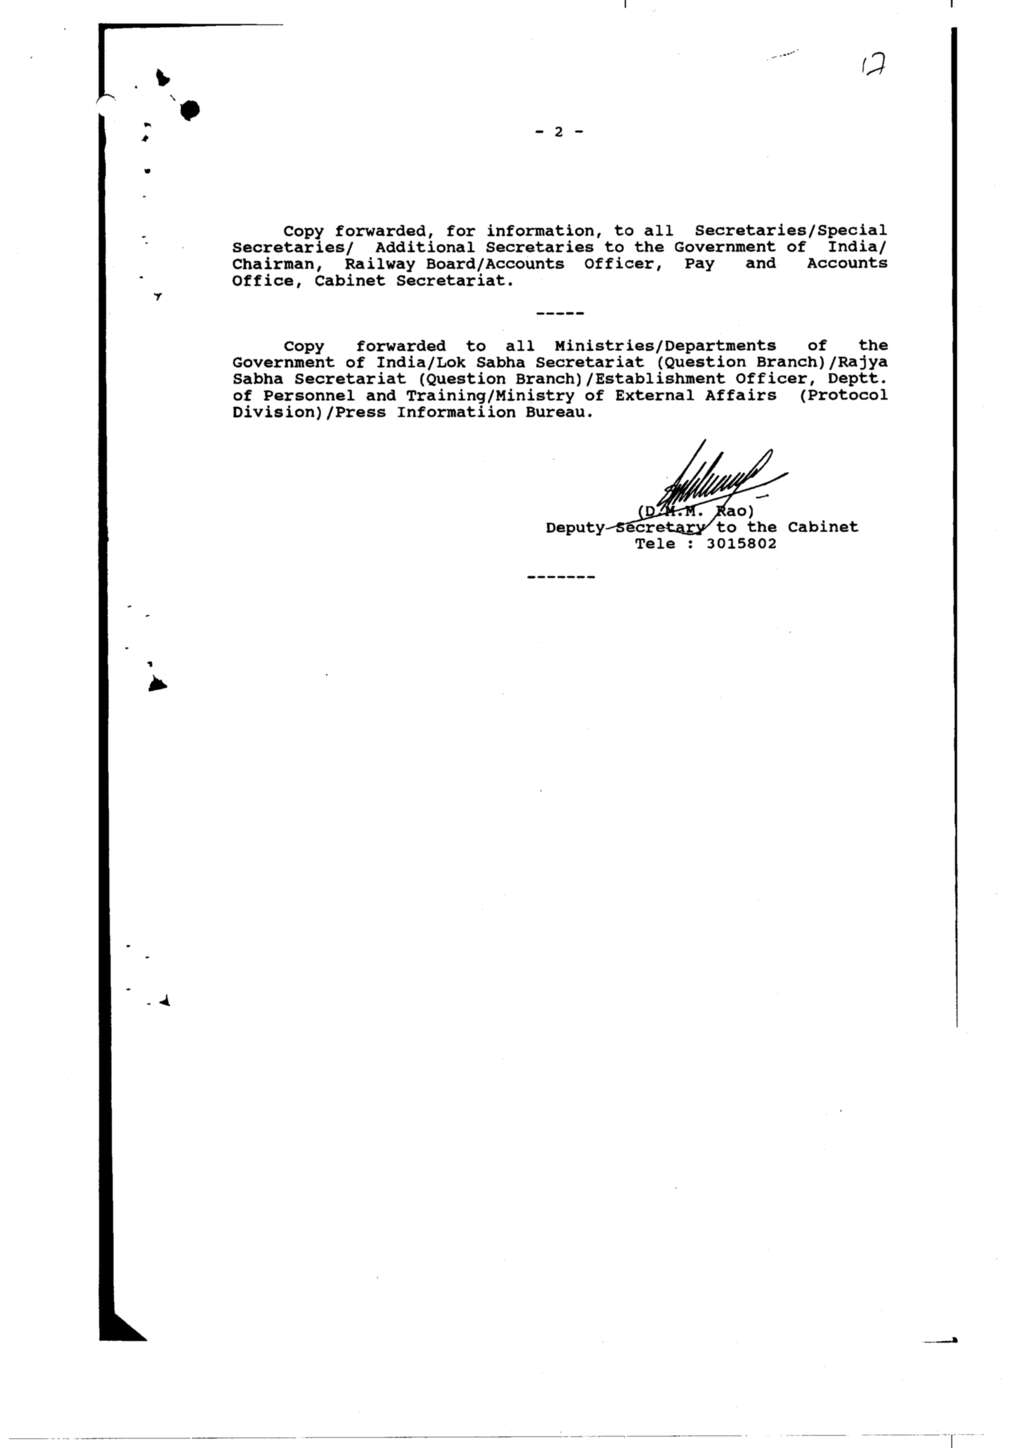 17
- 2 -
Copy forwarded, for information, to all Secretaries/Special
Secretaries/ Additional Secretaries to the Government of India/
Chairman, Railway Board/Accounts Officer, Pay and Accounts
Office, Cabinet Secretariat.
-----
Copy forwarded to all Ministries/Departments of the
Government of India/Lok Sabha Secretariat (Question Branch)/Rajya
Sabha Secretariat (Question Branch)/Establishment Officer, Deptt.
of Personnel and Training/Ministry of External Affairs (Protocol
Division)/Press Informatiion Bureau.
(D.M.M. Rao)
Deputy Secretary to the Cabinet
Tele : 3015802
-------